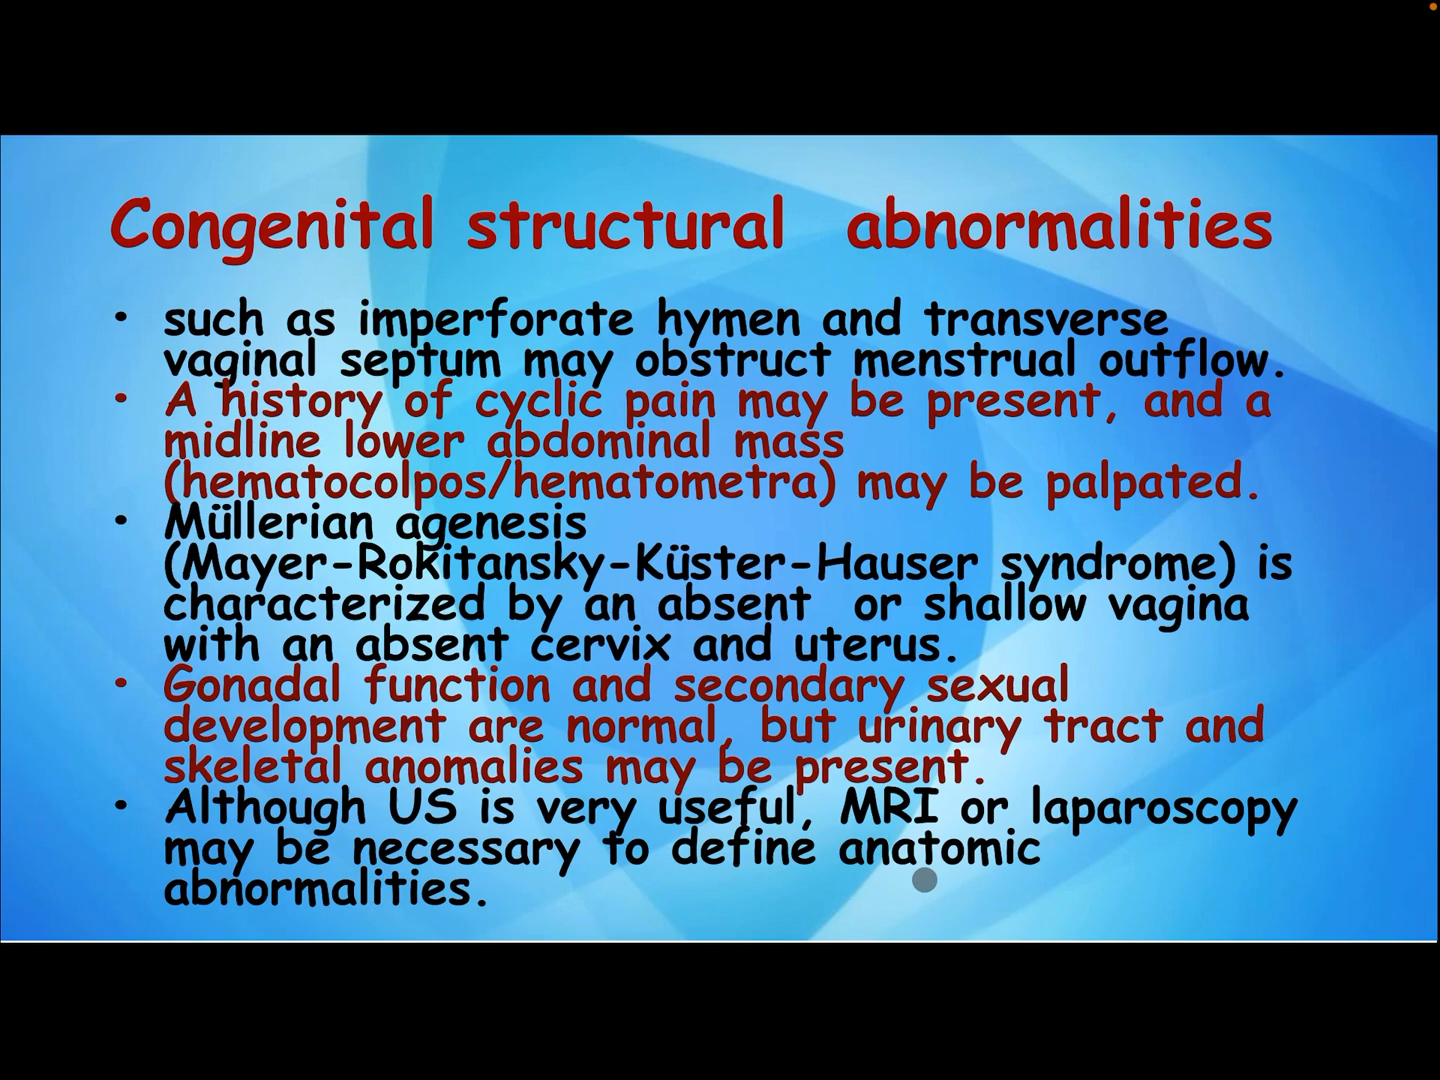 Congenital structural abnormalities
• such as imperforate hymen and transverse
vaginal septum may obstruct menstrual outflow.
• A history of cyclic pain may be present, and a
midline lower abdominal mass
(hematocolpos/hematometra) may be palpated.
• Müllerian agenesis
(Mayer-Rokitansky-Küster-Hauser syndrome) is
characterized by an absent or shallow vagina
with an absent cervix and uterus.
• Gonadal function and secondary sexual
development are normal, but urinary tract and
skeletal anomalies may be present.
• Although US is very useful, MRI or laparoscopy
may be necessary to define anatomic
abnormalities.